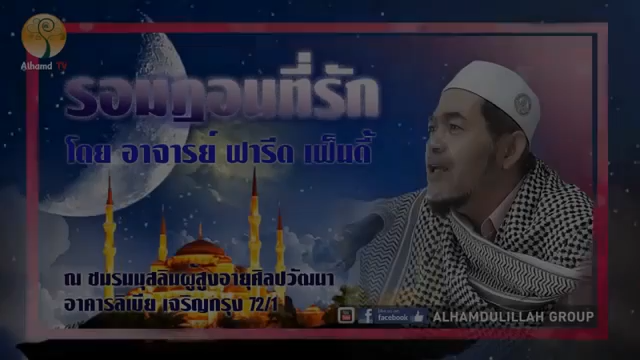 Alhamd TV
รอมฎอนที่รัก
โดย อาจารย์ ฟารีด เฟ็นดี้
ณ ชมรมมุสลิมผู้สูงอายุศิลปวัฒนา
อาคารลิเบีย เจริญกรุง 72/1
facebook
ALHAMDULILLAH GROUP